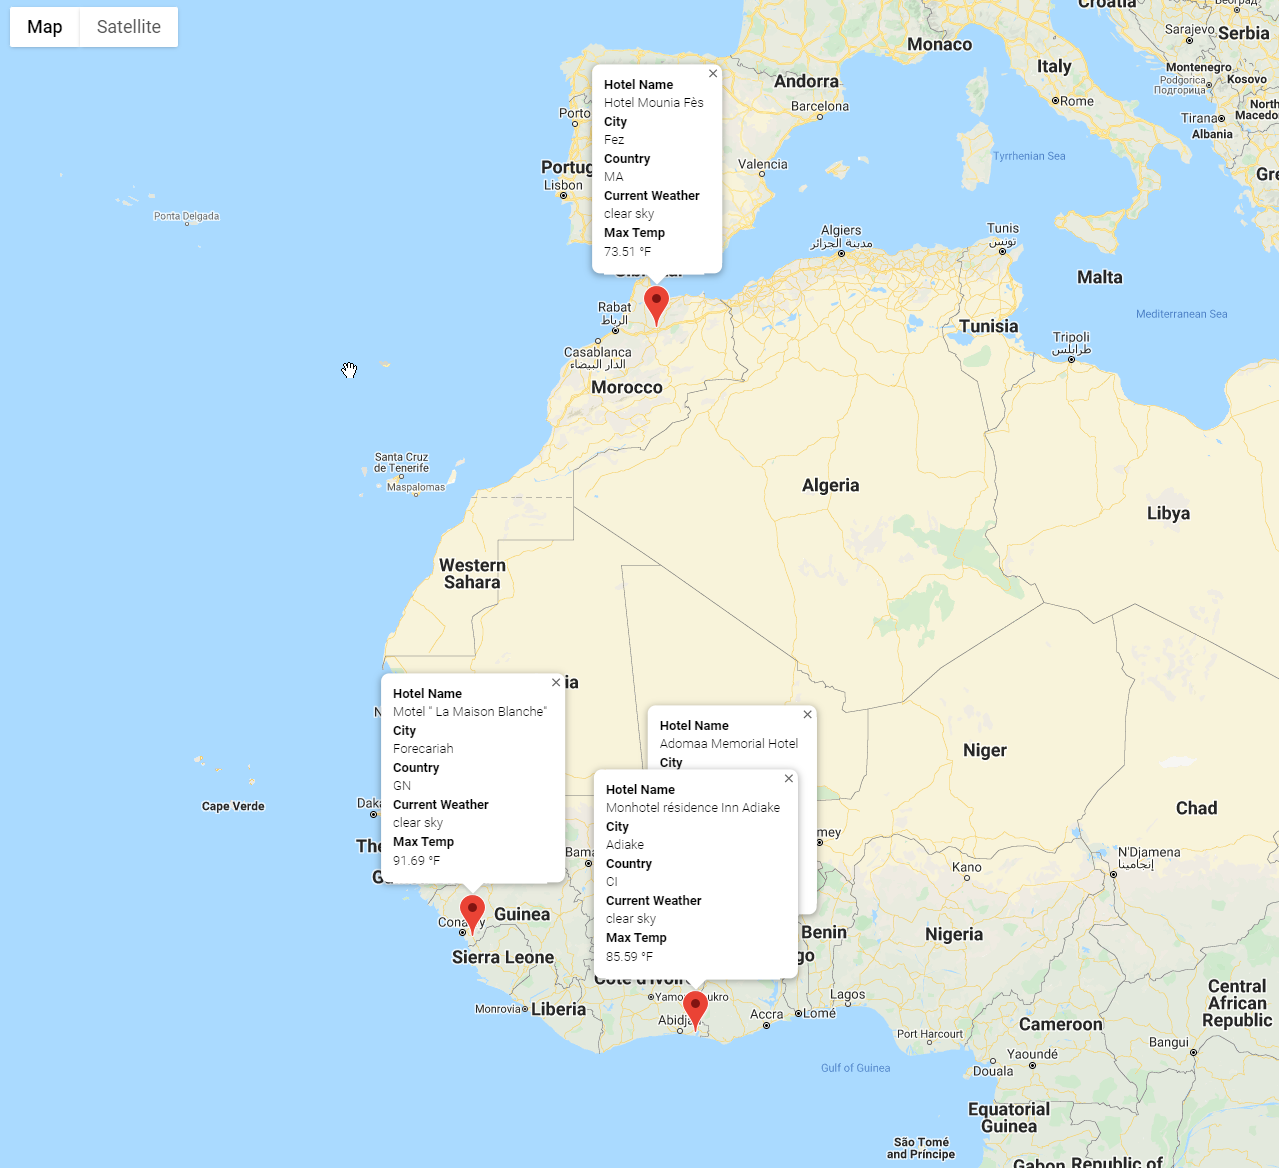 Map
Satellite
Croatia
Београд
Sarajevo
Serbia
Monaco
Italy
Montenegro
Podgorica
Подгорица
Kosovo
Andorra
Rome
Barcelona
North
Macedo
Tirana
Albania
Porto
Tyrrhenian Sea
Portug
Valencia
Gre
Lisbon
Ponta Delgada
Hotel Name
Hotel Mounia Fès
City
Fez
Country
MA
Current Weather
clear sky
Max Temp
73.51 °F
Algiers
مدينة الجزائر
Tunis
تونس
Malta
Rabat
الرباط
Mediterranean Sea
Tunisia
Tripoli
طرابلس
Casablanca
الدار البيضاء
Morocco
Santa Cruz
de Tenerife
Maspalomas
Algeria
Libya
Western
Sahara
ia
N
Hotel Name
Motel " La Maison Blanche"
City
Forecariah
Country
GN
Current Weather
clear sky
Max Temp
91.69 °F
Hotel Name
Adomaa Memorial Hotel
City
Hotel Name
Monhotel résidence Inn Adiake
City
Adiake
Country
CI
Current Weather
clear sky
Max Temp
85.59 °F
Niger
Cape Verde
Daka
Chad
The
mey
Bama
N'Djamena
إنجامينا
Kano
G
Conakry
Guinea
Benin
Nigeria
Sierra Leone
go
Côte d'Ivoir
Central
African
Republic
Yamoussoukro
Lagos
Monrovia
Liberia
Abidjan
Accra
Lomé
Cameroon
Port Harcourt
Bangui
Yaoundé
Gulf of Guinea
Douala
Equatorial
Guinea
São Tomé
and Príncipe
Gabon
Republic of